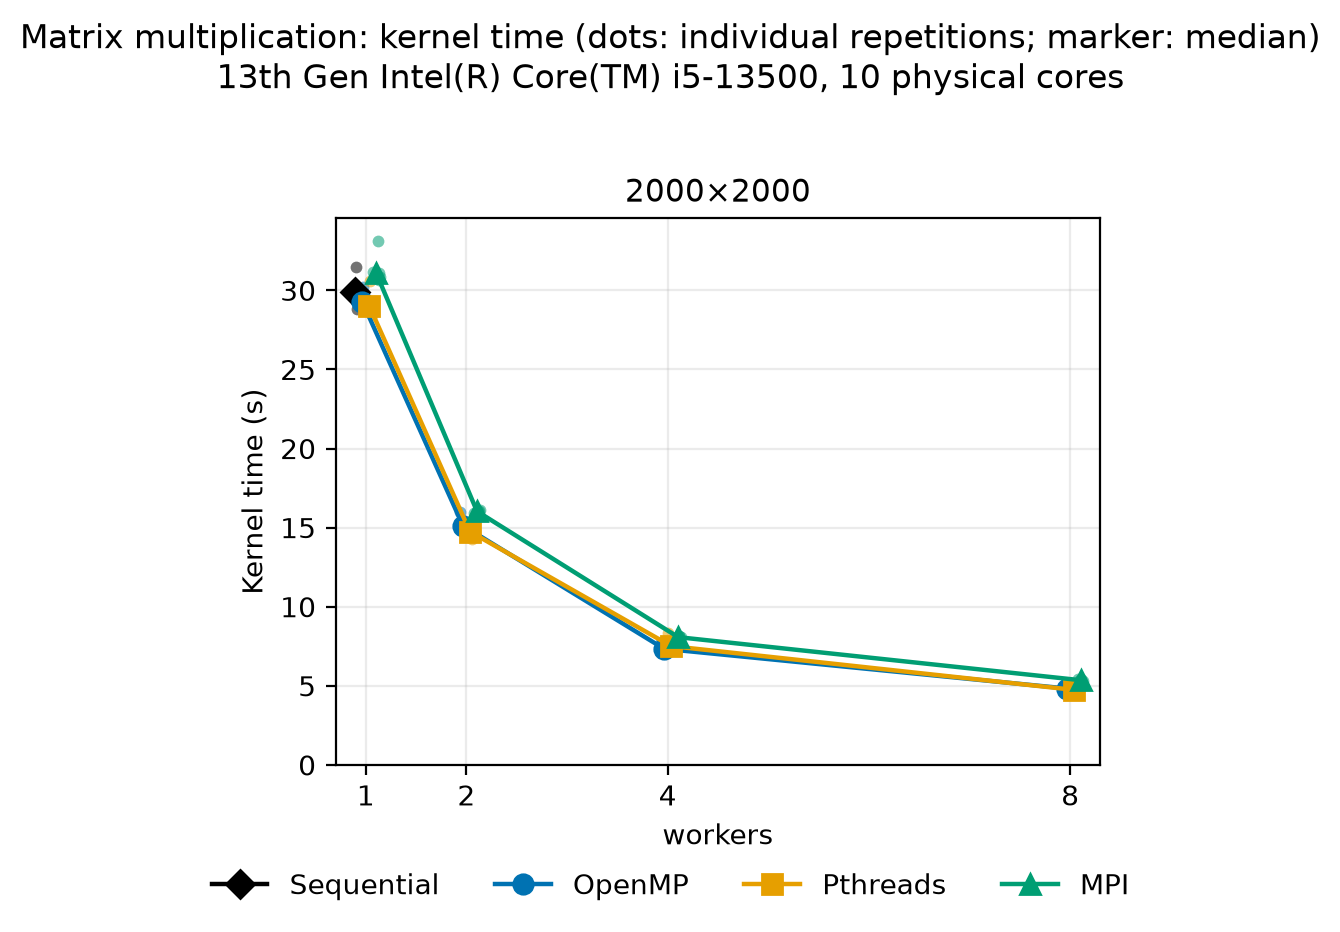 Matrix multiplication: kernel time (dots: individual repetitions; marker: median)
13th Gen Intel(R) Core(TM) i5-13500, 10 physical cores
2000×2000
Kernel time (s)
30
25
20
15
10
5
0
1 2 4 8
workers
Sequential OpenMP Pthreads MPI